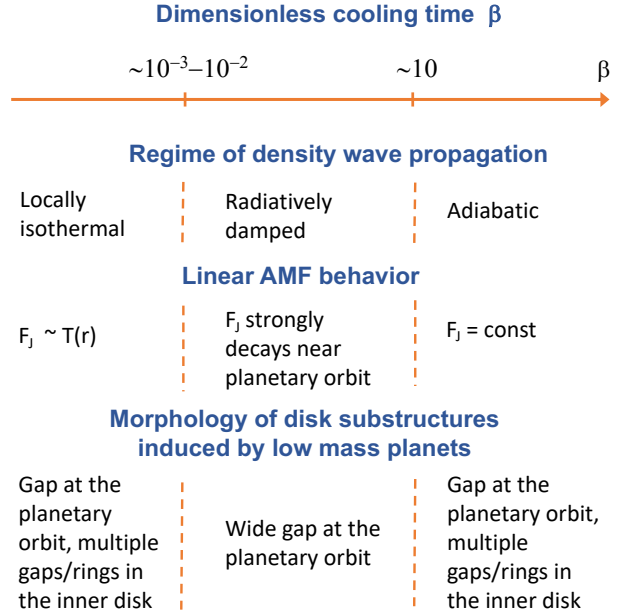 Dimensionless cooling time β
~10⁻³–10⁻²
~10
β
Regime of density wave propagation
Locally
isothermal
Radiatively
damped
Adiabatic
Linear AMF behavior
F_J ~ T(r)
F_J strongly
decays near
planetary orbit
F_J = const
Morphology of disk substructures
induced by low mass planets
Gap at the
planetary
orbit, multiple
gaps/rings in
the inner disk
Wide gap at the
planetary orbit
Gap at the
planetary orbit,
multiple
gaps/rings in
the inner disk